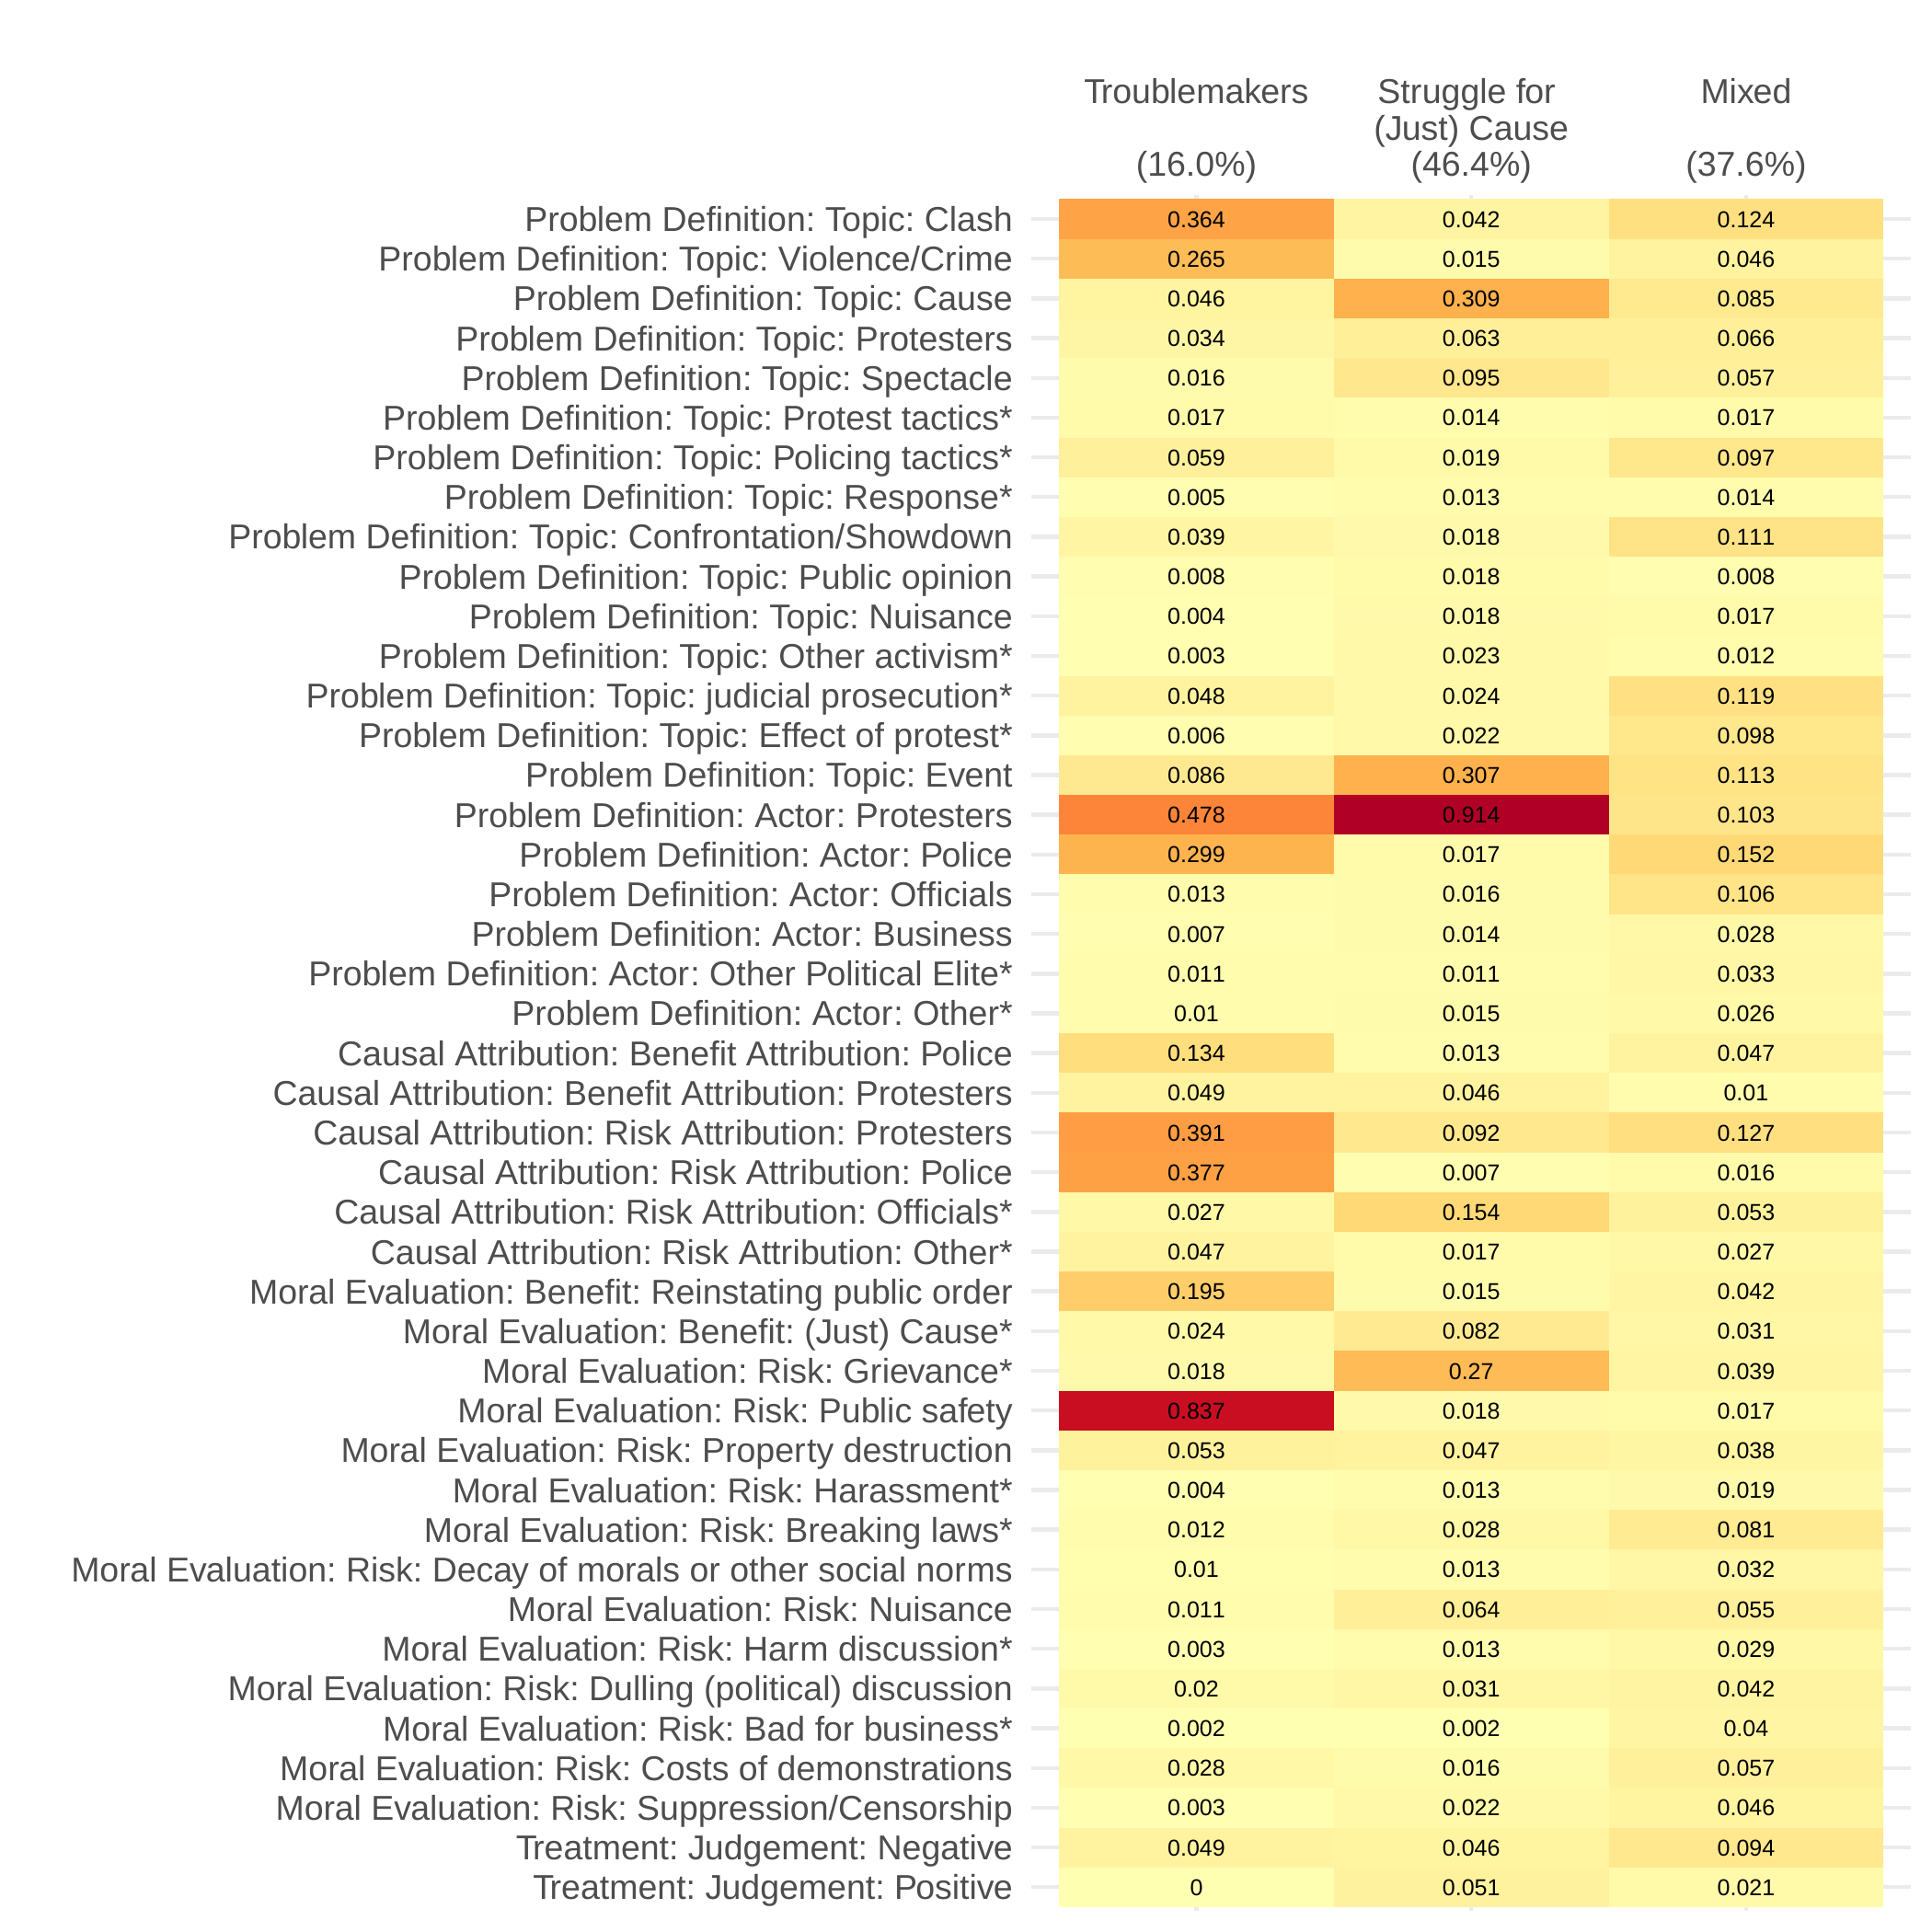 Troublemakers Struggle for Mixed
(Just) Cause
(16.0%) (46.4%) (37.6%)
Problem Definition: Topic: Clash 0.364 0.042 0.124
Problem Definition: Topic: Violence/Crime 0.265 0.015 0.046
Problem Definition: Topic: Cause 0.046 0.309 0.085
Problem Definition: Topic: Protesters 0.034 0.063 0.066
Problem Definition: Topic: Spectacle 0.016 0.095 0.057
Problem Definition: Topic: Protest tactics* 0.017 0.014 0.017
Problem Definition: Topic: Policing tactics* 0.059 0.019 0.097
Problem Definition: Topic: Response* 0.005 0.013 0.014
Problem Definition: Topic: Confrontation/Showdown 0.039 0.018 0.111
Problem Definition: Topic: Public opinion 0.008 0.018 0.008
Problem Definition: Topic: Nuisance 0.004 0.018 0.017
Problem Definition: Topic: Other activism* 0.003 0.023 0.012
Problem Definition: Topic: judicial prosecution* 0.048 0.024 0.119
Problem Definition: Topic: Effect of protest* 0.006 0.022 0.098
Problem Definition: Topic: Event 0.086 0.307 0.113
Problem Definition: Actor: Protesters 0.478 0.914 0.103
Problem Definition: Actor: Police 0.299 0.017 0.152
Problem Definition: Actor: Officials 0.013 0.016 0.106
Problem Definition: Actor: Business 0.007 0.014 0.028
Problem Definition: Actor: Other Political Elite* 0.011 0.011 0.033
Problem Definition: Actor: Other* 0.01 0.015 0.026
Causal Attribution: Benefit Attribution: Police 0.134 0.013 0.047
Causal Attribution: Benefit Attribution: Protesters 0.049 0.046 0.01
Causal Attribution: Risk Attribution: Protesters 0.391 0.092 0.127
Causal Attribution: Risk Attribution: Police 0.377 0.007 0.016
Causal Attribution: Risk Attribution: Officials* 0.027 0.154 0.053
Causal Attribution: Risk Attribution: Other* 0.047 0.017 0.027
Moral Evaluation: Benefit: Reinstating public order 0.195 0.015 0.042
Moral Evaluation: Benefit: (Just) Cause* 0.024 0.082 0.031
Moral Evaluation: Risk: Grievance* 0.018 0.27 0.039
Moral Evaluation: Risk: Public safety 0.837 0.018 0.017
Moral Evaluation: Risk: Property destruction 0.053 0.047 0.038
Moral Evaluation: Risk: Harassment* 0.004 0.013 0.019
Moral Evaluation: Risk: Breaking laws* 0.012 0.028 0.081
Moral Evaluation: Risk: Decay of morals or other social norms 0.01 0.013 0.032
Moral Evaluation: Risk: Nuisance 0.011 0.064 0.055
Moral Evaluation: Risk: Harm discussion* 0.003 0.013 0.029
Moral Evaluation: Risk: Dulling (political) discussion 0.02 0.031 0.042
Moral Evaluation: Risk: Bad for business* 0.002 0.002 0.04
Moral Evaluation: Risk: Costs of demonstrations 0.028 0.016 0.057
Moral Evaluation: Risk: Suppression/Censorship 0.003 0.022 0.046
Treatment: Judgement: Negative 0.049 0.046 0.094
Treatment: Judgement: Positive 0 0.051 0.021